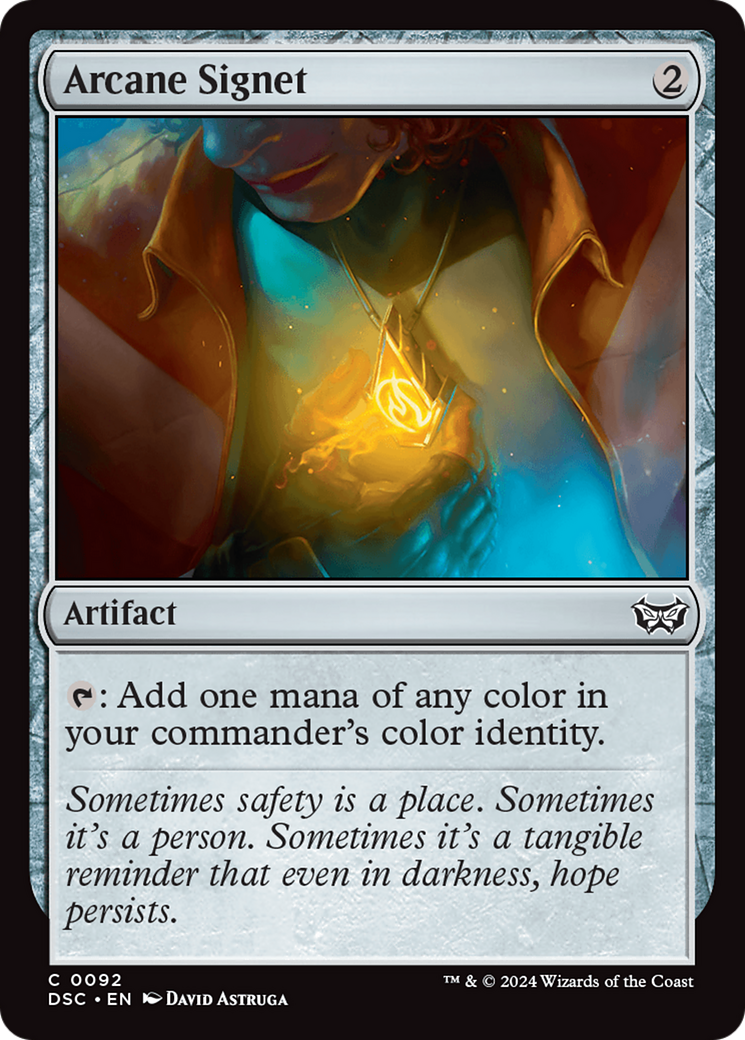 Arcane Signet 2
Artifact
: Add one mana of any color in
your commander's color identity.
Sometimes safety is a place. Sometimes
it's a person. Sometimes it's a tangible
reminder that even in darkness, hope
persists.
C 0092 ™ & © 2024 Wizards of the Coast
DSC • EN David Astruga